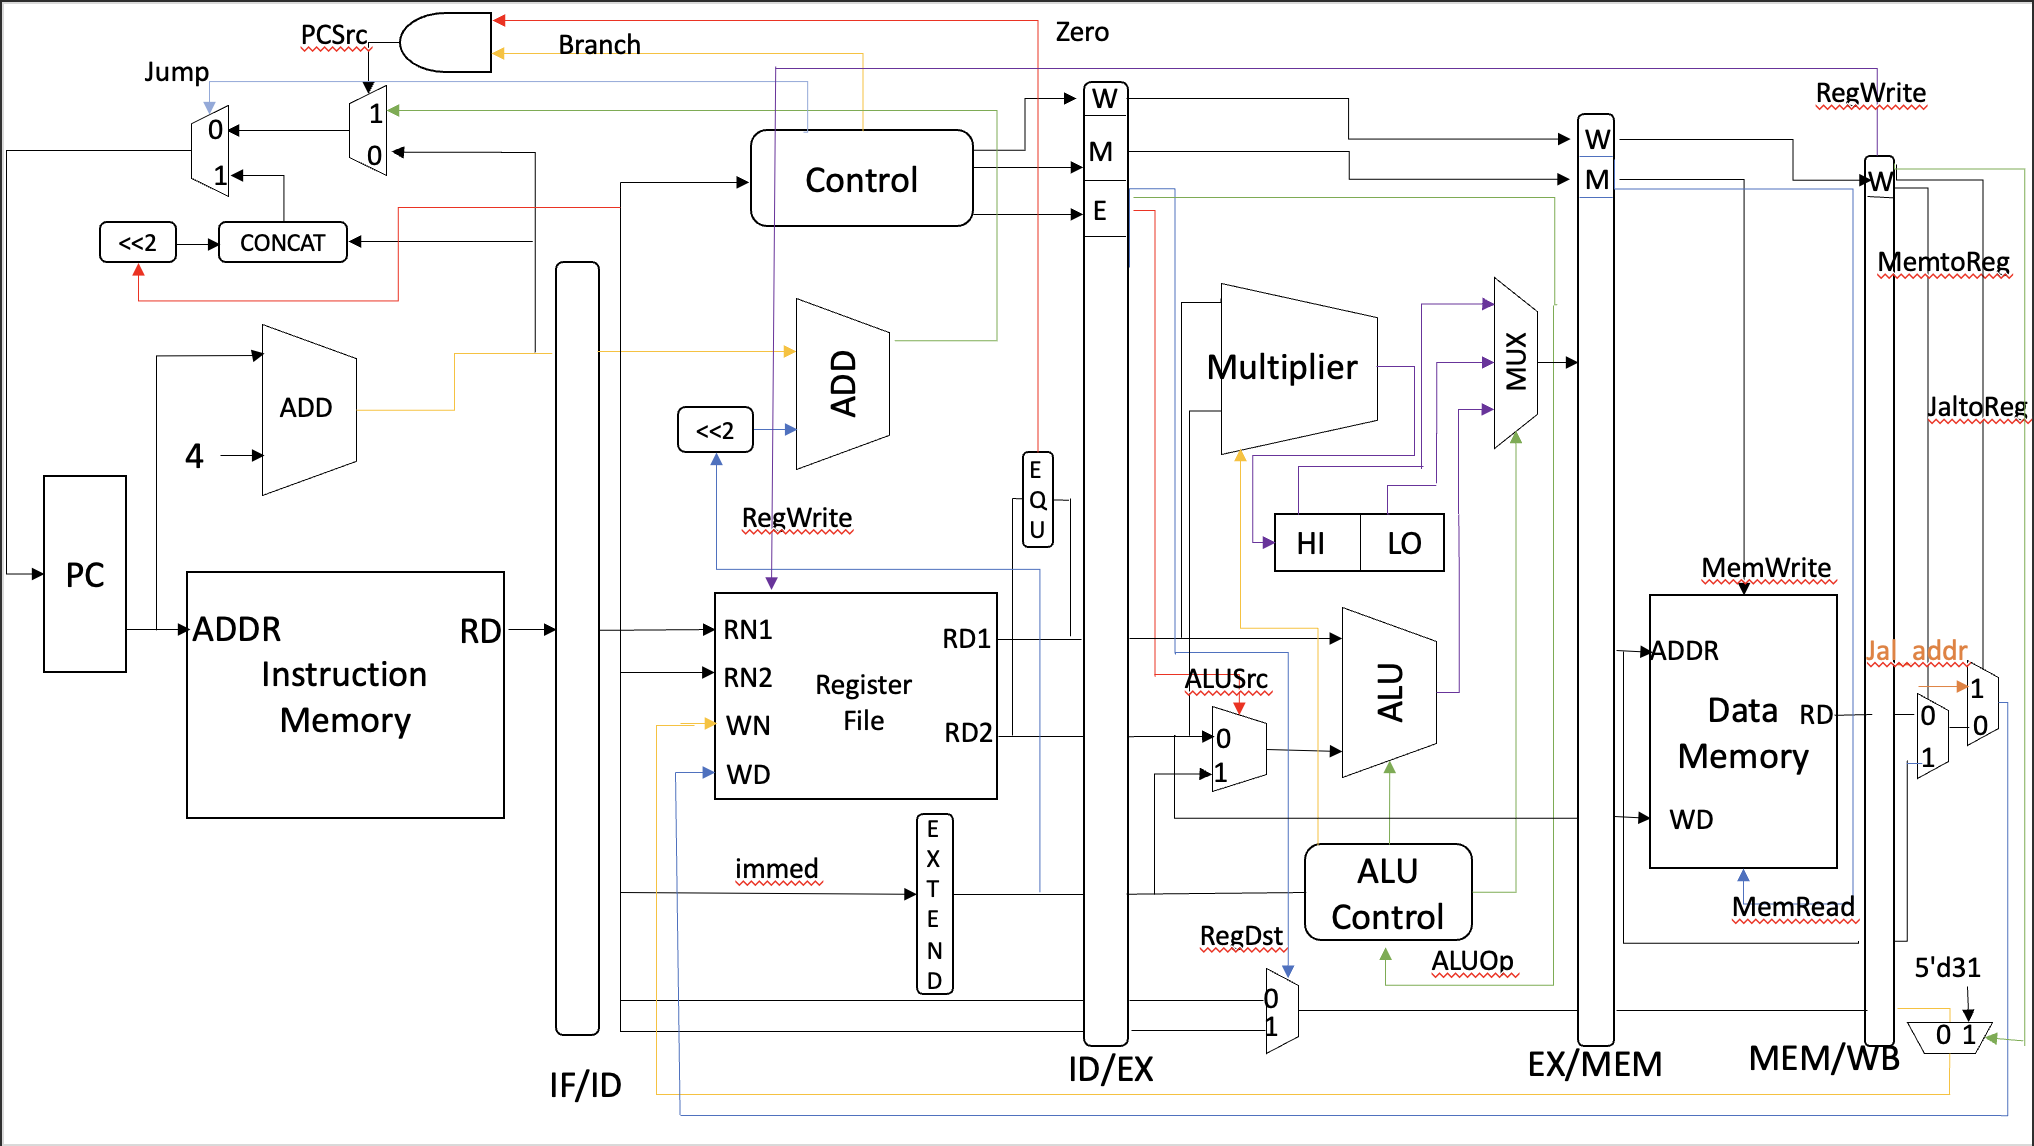 PCSrc
Branch
Zero
Jump
RegWrite
1
0
0
1
Control
W
M
E
W
M
W
<<2
CONCAT
MemtoReg
ADD
4
ADD
<<2
Multiplier
MUX
JaltoReg
E
Q
U
RegWrite
HI
LO
PC
ADDR
RD
Instruction
Memory
RN1
RN2
WN
WD
Register
File
RD1
RD2
ALUSrc
0
1
ALU
MemWrite
ADDR
Data
Memory
RD
WD
MemRead
Jal_addr
1
0
0
1
immed
E
X
T
E
N
D
ALU
Control
RegDst
ALUOp
0
1
5'd31
0 1
IF/ID
ID/EX
EX/MEM
MEM/WB